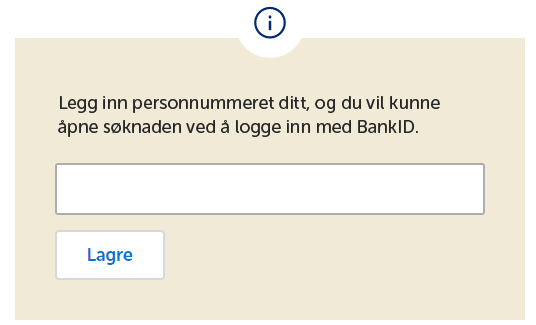 Legg inn personnummeret ditt, og du vil kunne
åpne søknaden ved å logge inn med BankID.
Lagre